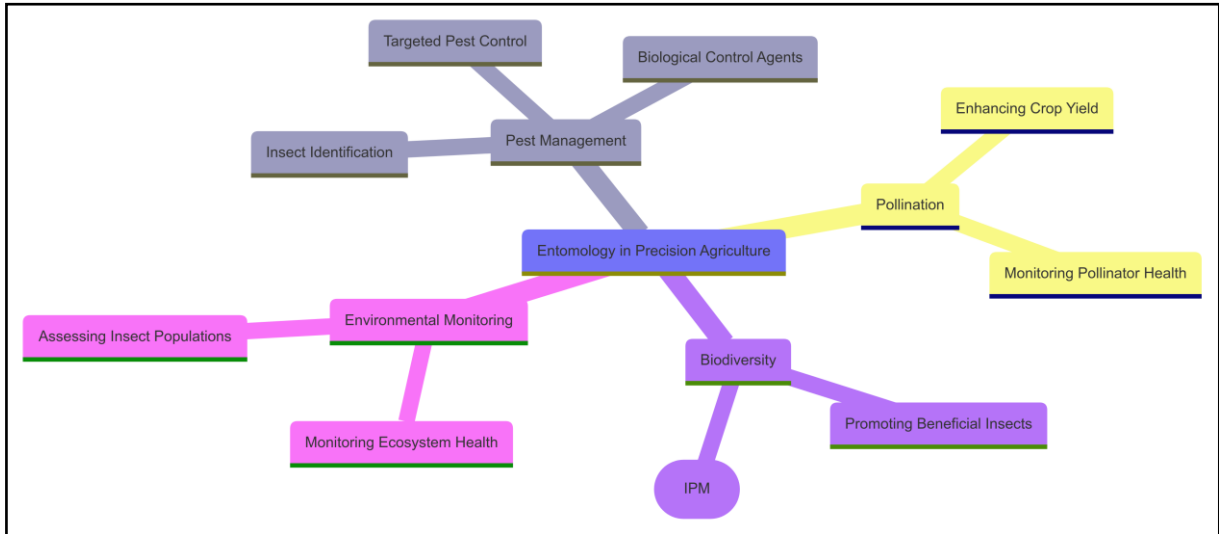 Targeted Pest Control
Biological Control Agents
Enhancing Crop Yield
Insect Identification
Pest Management
Pollination
Entomology in Precision Agriculture
Monitoring Pollinator Health
Assessing Insect Populations
Environmental Monitoring
Biodiversity
Monitoring Ecosystem Health
Promoting Beneficial Insects
IPM